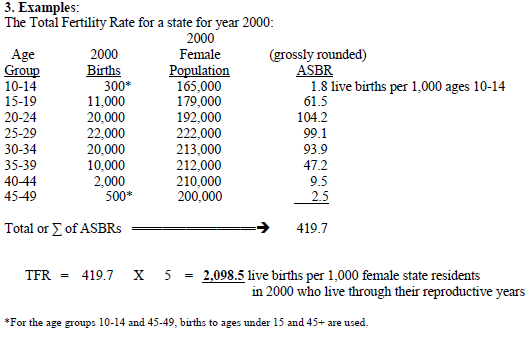 3. Examples:
The Total Fertility Rate for a state for year 2000:
2000
Age 2000 Female (grossly rounded)
Group Births Population ASBR
10-14 300* 165,000 1.8 live births per 1,000 ages 10-14
15-19 11,000 179,000 61.5
20-24 20,000 192,000 104.2
25-29 22,000 222,000 99.1
30-34 20,000 213,000 93.9
35-39 10,000 212,000 47.2
40-44 2,000 210,000 9.5
45-49 500* 200,000 2.5
Total or ∑ of ASBRs ➔ 419.7
TFR = 419.7 X 5 = 2,098.5 live births per 1,000 female state residents
in 2000 who live through their reproductive years
*For the age groups 10-14 and 45-49, births to ages under 15 and 45+ are used.